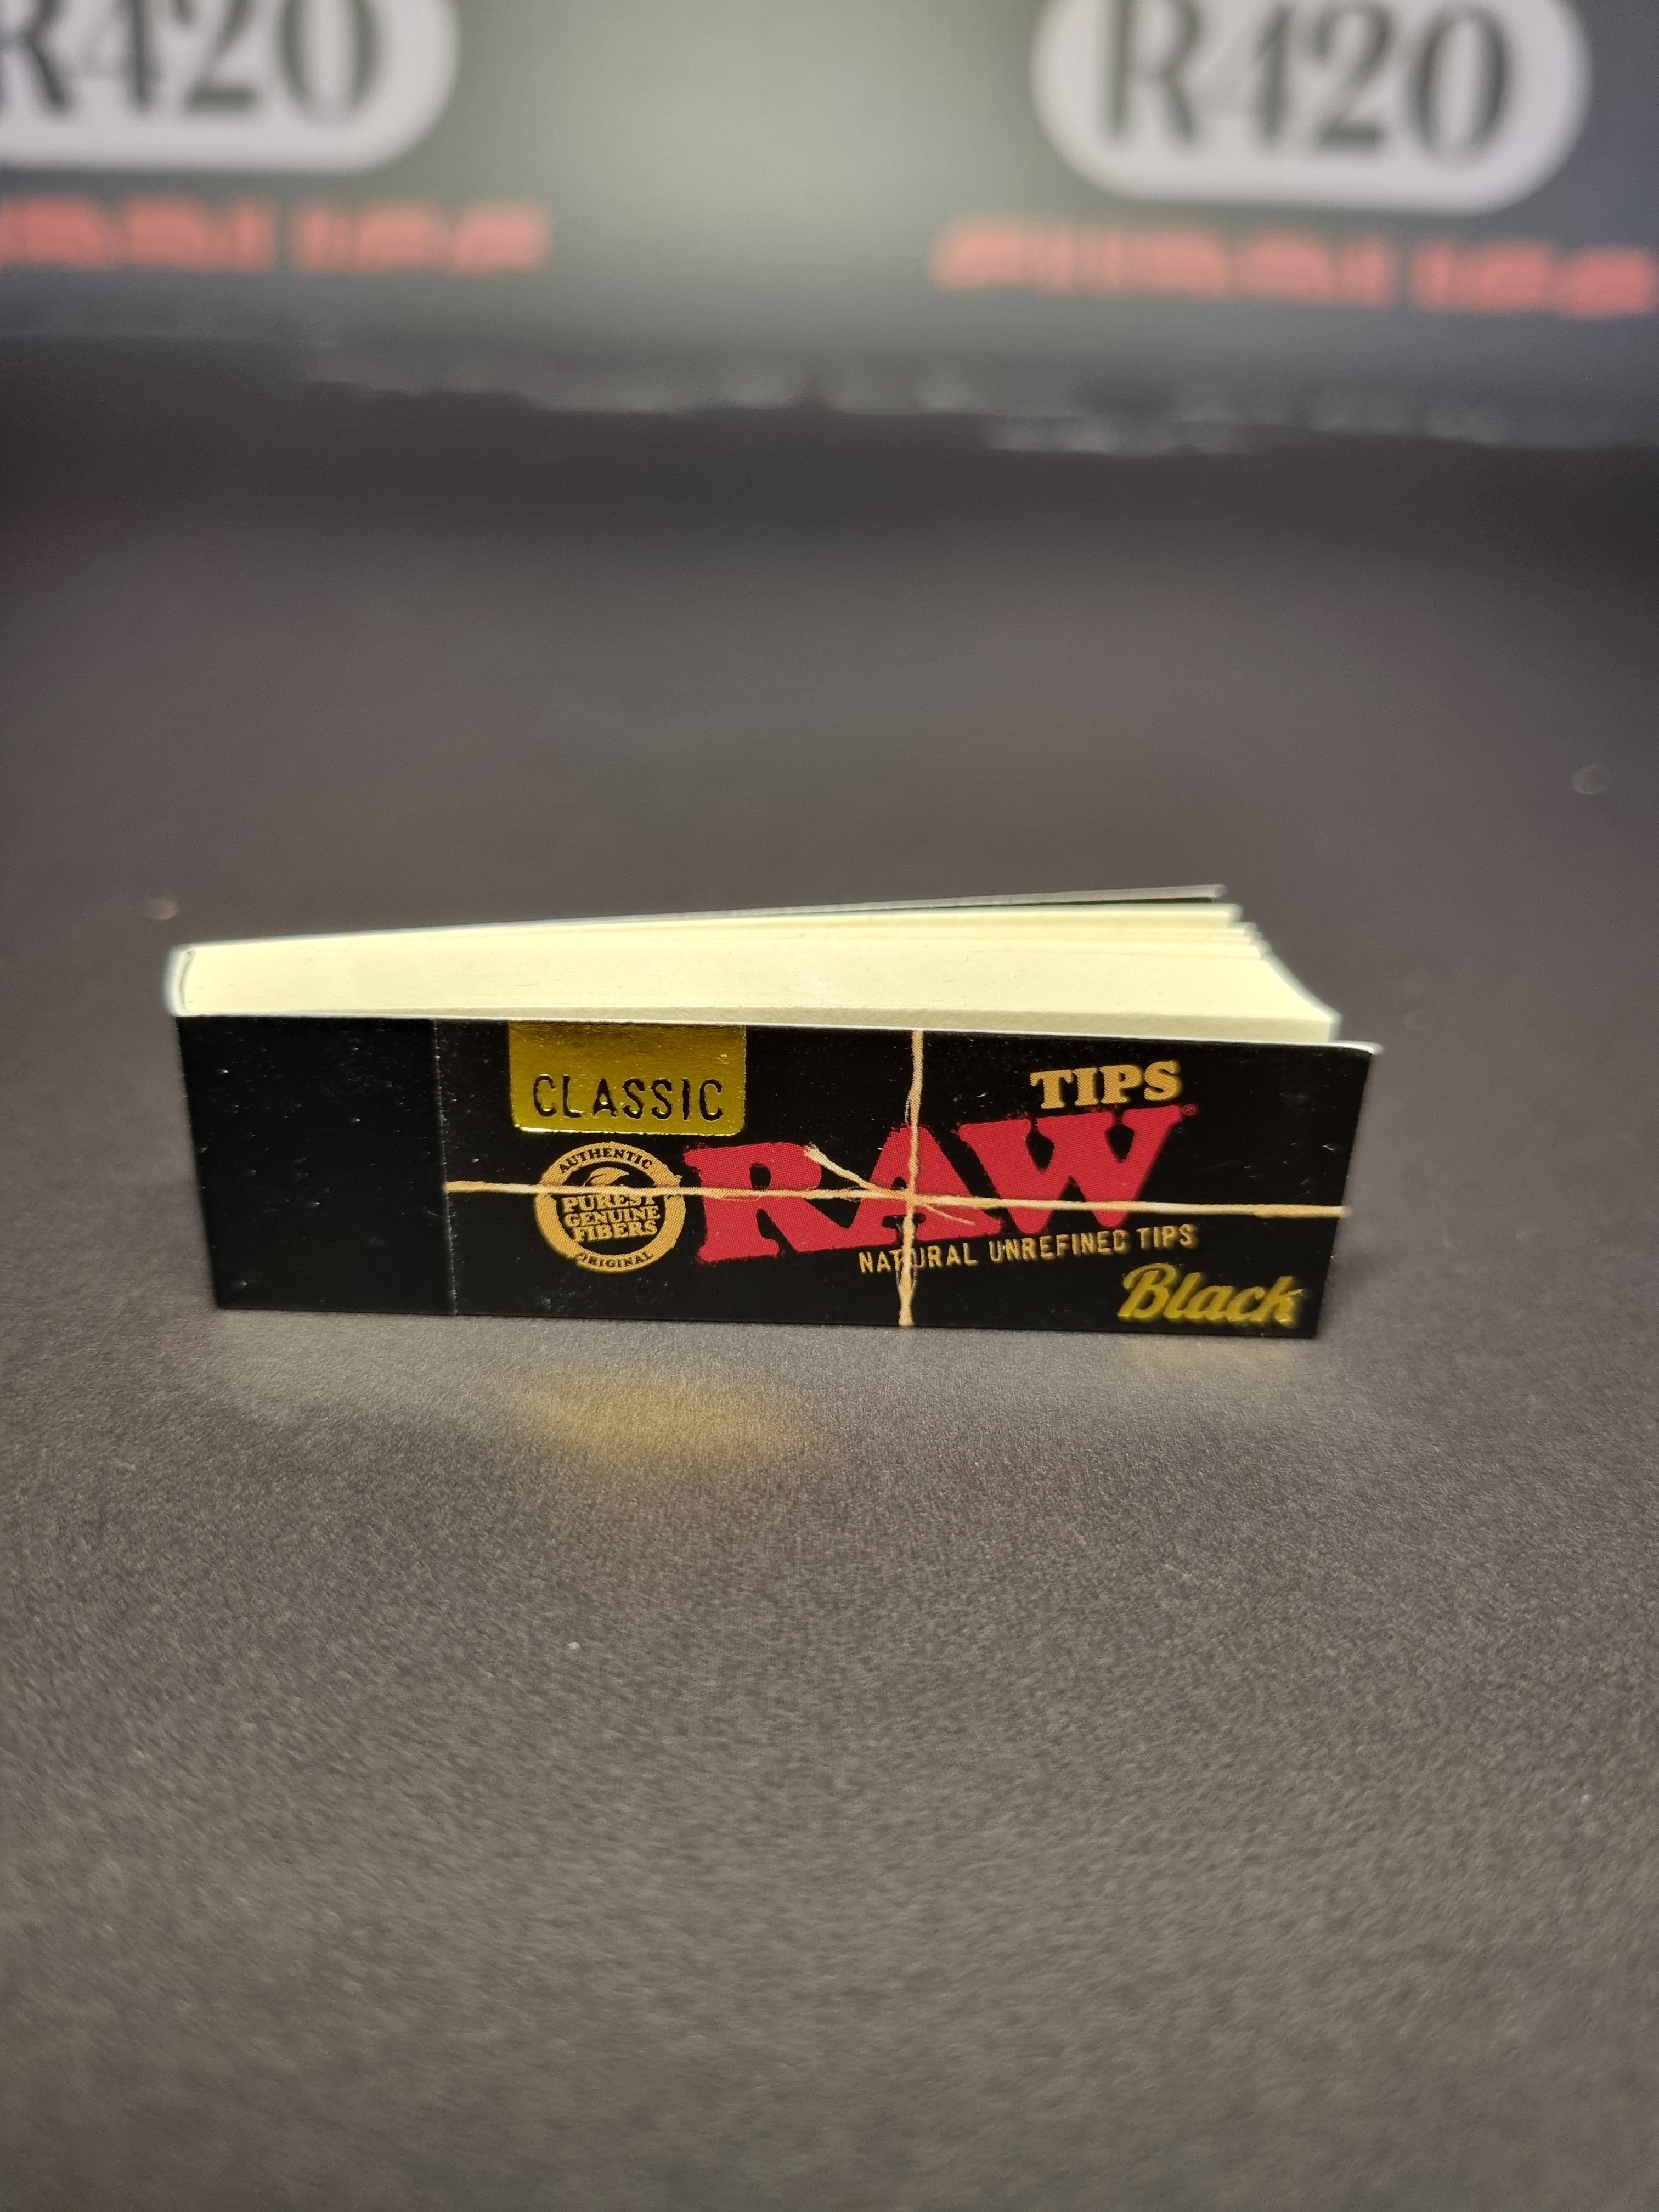 R420
R420
CLASSIC
TIPS
RAW®
AUTHENTIC
PUREST
GENUINE
FIBERS
ORIGINAL
NATURAL UNREFINED TIPS
Black